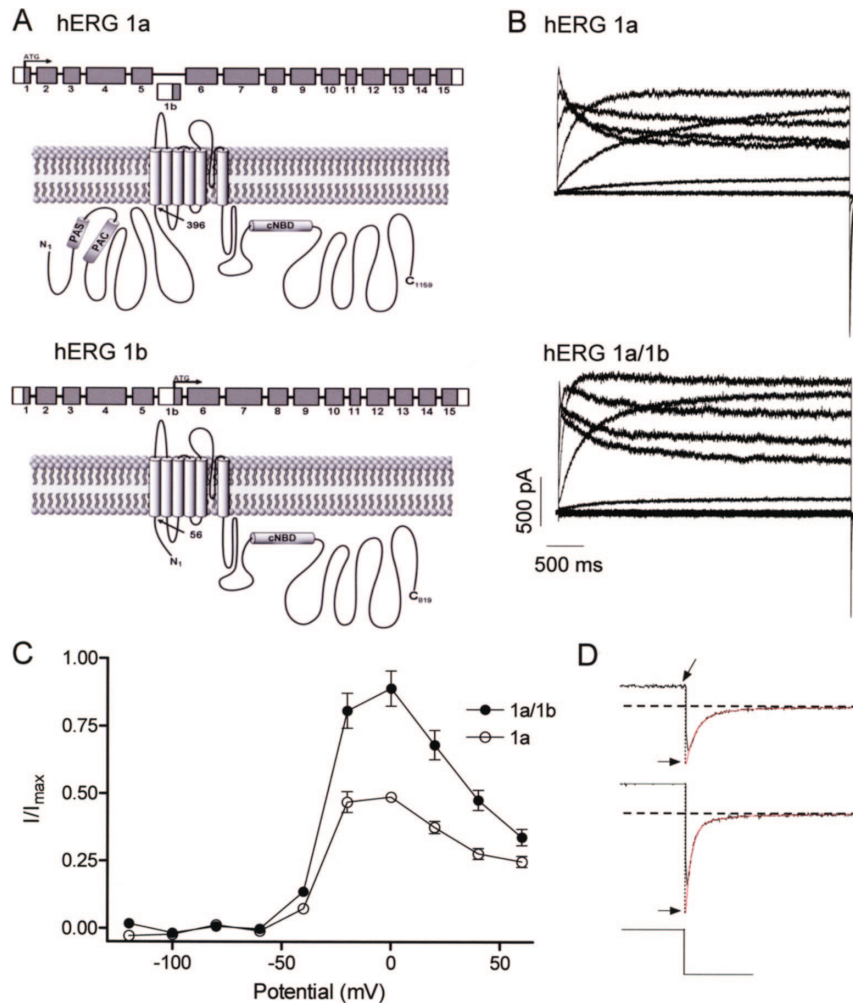 A
hERG 1a
ATG
1 2 3 4 5 6 7 8 9 10 11 12 13 14 15
1b
396
PAS
PAC
cNBD
N1
C1159
hERG 1b
ATG
1 2 3 4 5 1b 6 7 8 9 10 11 12 13 14 15
56
cNBD
N1
C819
B
hERG 1a
hERG 1a/1b
500 pA
500 ms
C
1.00
0.75
0.50
0.25
0.00
I/Imax
1a/1b
1a
-100 -50 0 50
Potential (mV)
D